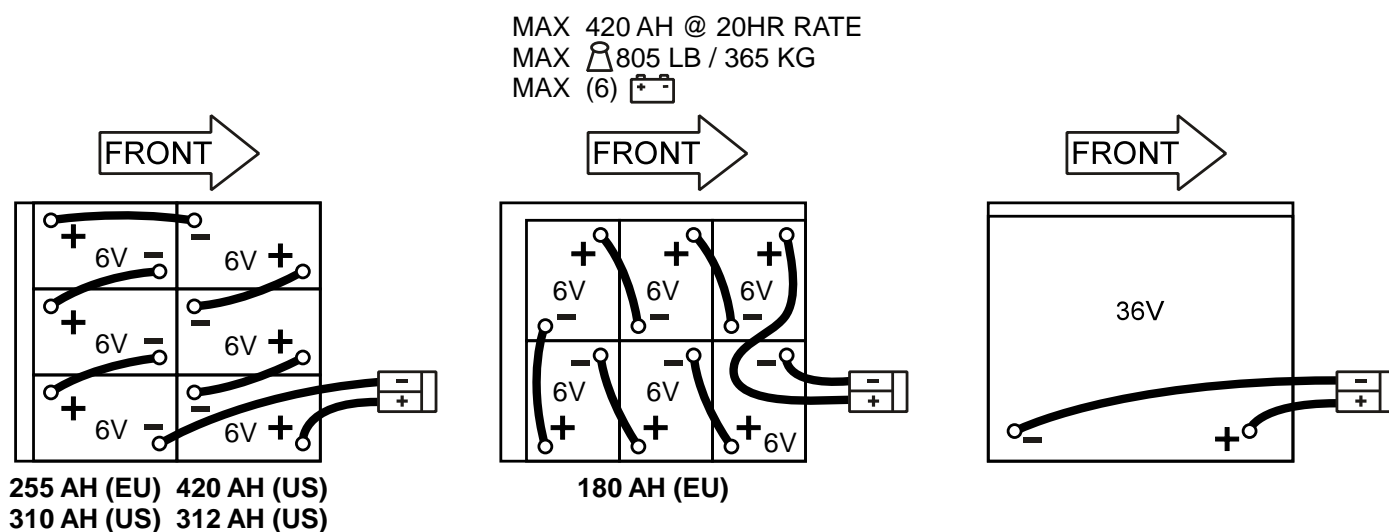 MAX 420 AH @ 20HR RATE
MAX 805 LB / 365 KG
MAX (6) + -
FRONT
FRONT
FRONT
+ -
6V - 6V +
+ -
6V - 6V +
+ -
6V - 6V +
-
+
255 AH (EU) 420 AH (US)
310 AH (US) 312 AH (US)
+ + +
6V 6V 6V
- - -
- - -
6V 6V
+ + + 6V
-
+
180 AH (EU)
36V
-
+
- +